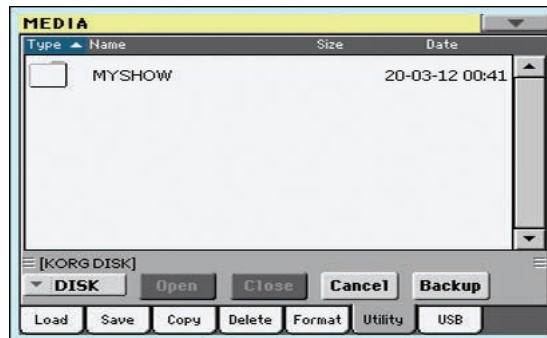 MEDIA
Type Name Size Date
MYSHOW 20-03-12 00:41
[KORG DISK]
DISK Open Close Cancel Backup
Load Save Copy Delete Format Utility USB